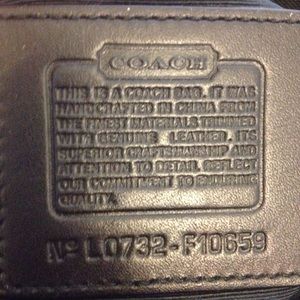 COACH
THIS IS A COACH BAG. IT WAS
HANDCRAFTED IN CHINA FROM
THE FINEST MATERIALS TRIMMED
WITH GENUINE LEATHER. ITS
SUPERIOR CRAFTSMANSHIP AND
ATTENTION TO DETAIL REFLECT
OUR COMMITMENT TO ENDURING
QUALITY.
Nº L0732-F10659